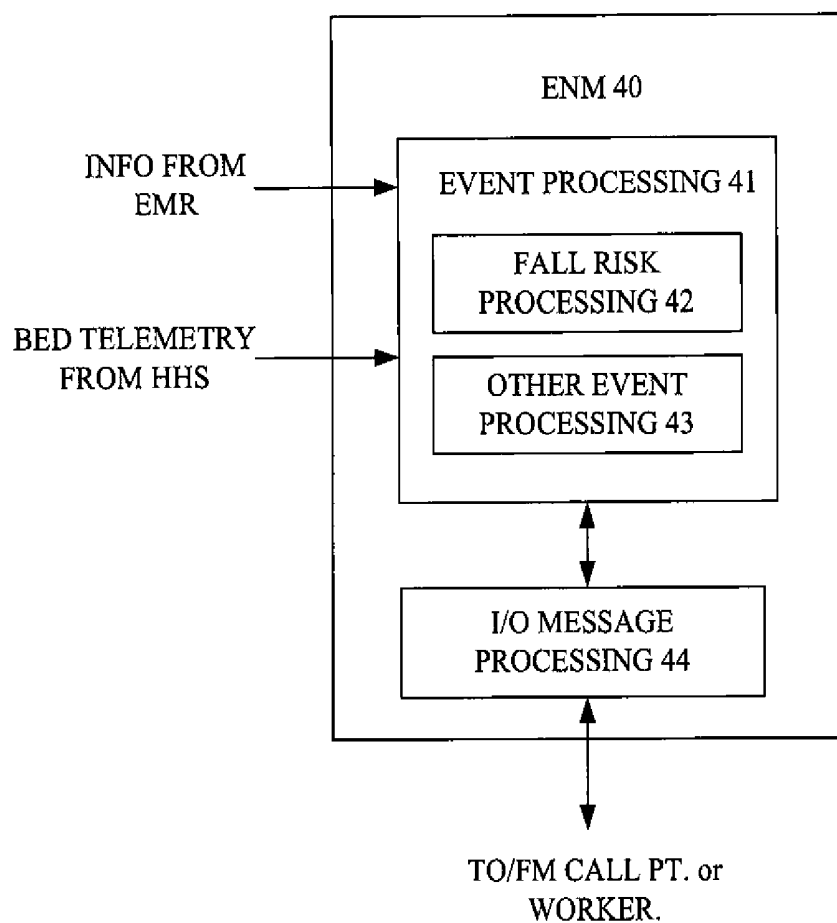 ENM 40
INFO FROM
EMR
EVENT PROCESSING 41
FALL RISK
PROCESSING 42
BED TELEMETRY
FROM HHS
OTHER EVENT
PROCESSING 43
I/O MESSAGE
PROCESSING 44
TO/FM CALL PT. or
WORKER.